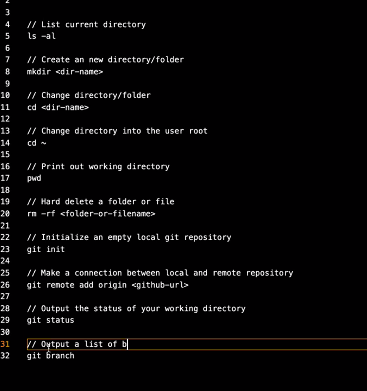 2
3
4 // List current directory
5 ls -al
6
7 // Create an new directory/folder
8 mkdir <dir-name>
9
10 // Change directory/folder
11 cd <dir-name>
12
13 // Change directory into the user root
14 cd ~
15
16 // Print out working directory
17 pwd
18
19 // Hard delete a folder or file
20 rm -rf <folder-or-filename>
21
22 // Initialize an empty local git repository
23 git init
24
25 // Make a connection between local and remote repository
26 git remote add origin <github-url>
27
28 // Output the status of your working directory
29 git status
30
31 // Output a list of b
32 git branch